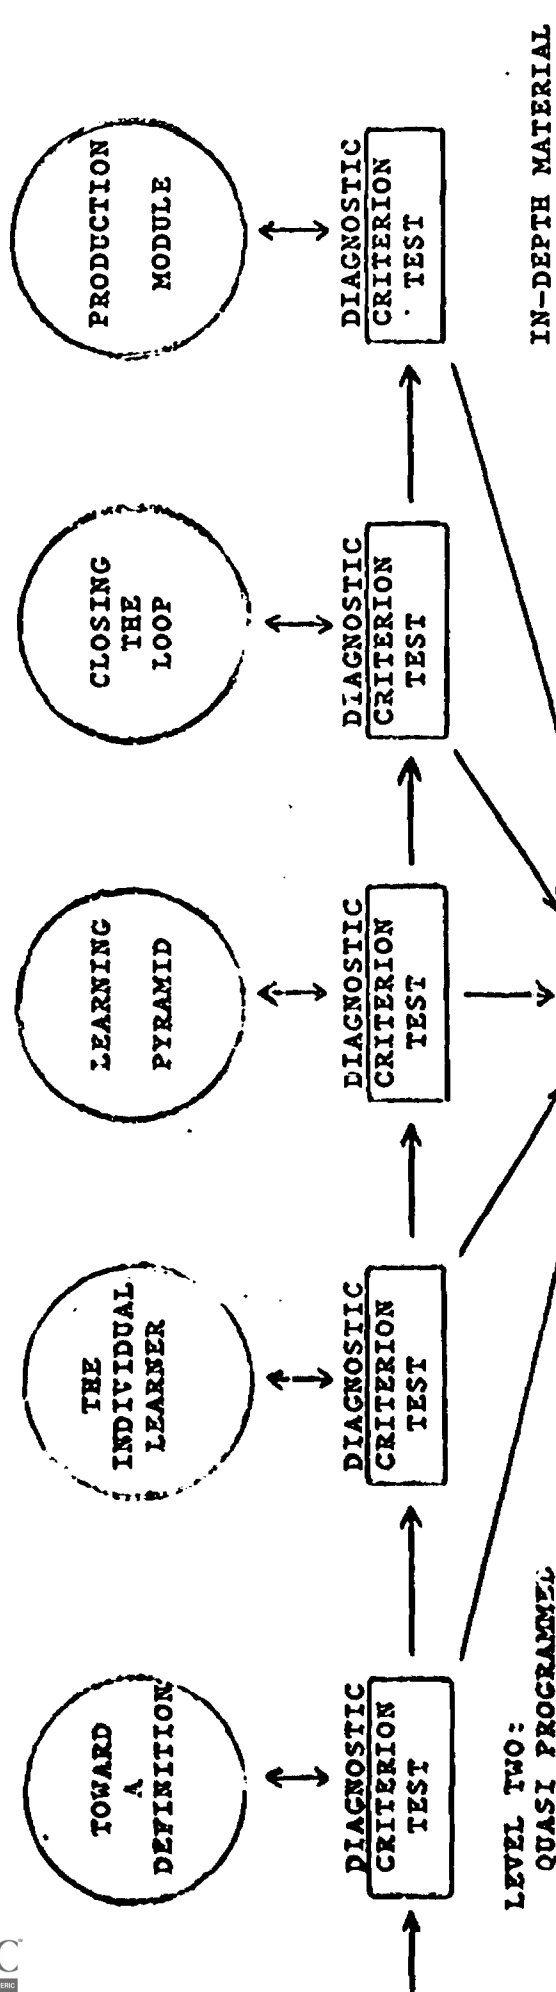 TOWARD
A
DEFINITION
THE
INDIVIDUAL
LEARNER
LEARNING
PYRAMID
CLOSING
THE
LOOP
PRODUCTION
MODULE
DIAGNOSTIC
CRITERION
TEST
DIAGNOSTIC
CRITERION
TEST
DIAGNOSTIC
CRITERION
TEST
DIAGNOSTIC
CRITERION
TEST
DIAGNOSTIC
CRITERION
TEST
LEVEL TWO:
QUASI PROGRAMMED
IN-DEPTH MATERIAL
ERIC